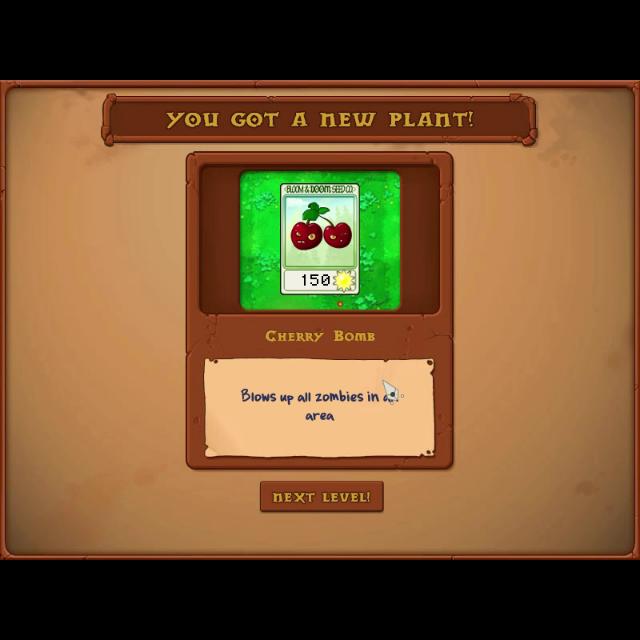 YOU GOT A NEW PLANT!
BLOOM & DOOM SEED CO.
150
CHERRY BOMB
Blows up all zombies in
area
NEXT LEVEL!